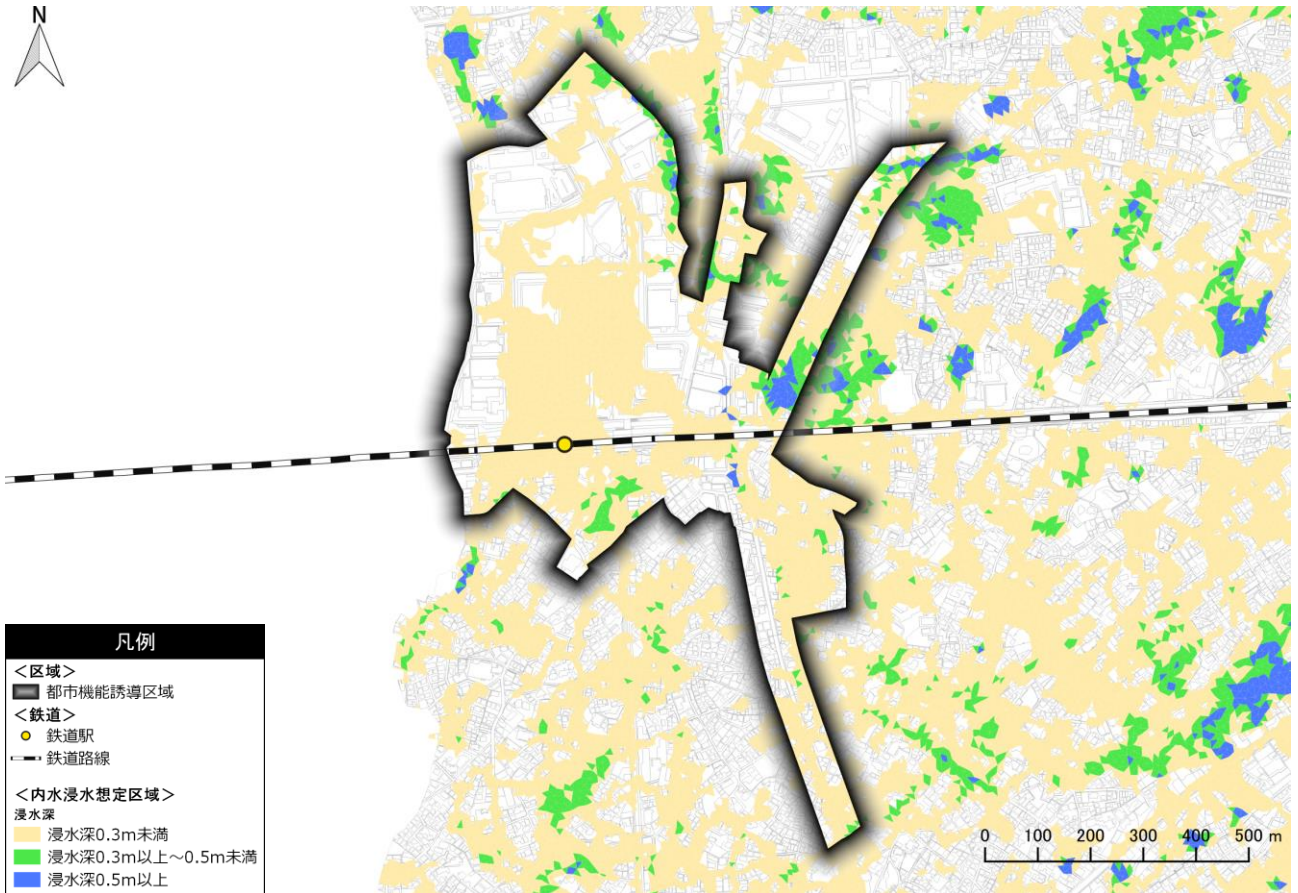 N
凡例
<区域>
都市機能誘導区域
<鉄道>
鉄道駅
鉄道路線
<内水浸水想定区域>
浸水深
浸水深0.3m未満
浸水深0.3m以上~0.5m未満
浸水深0.5m以上
0 100 200 300 400 500 m